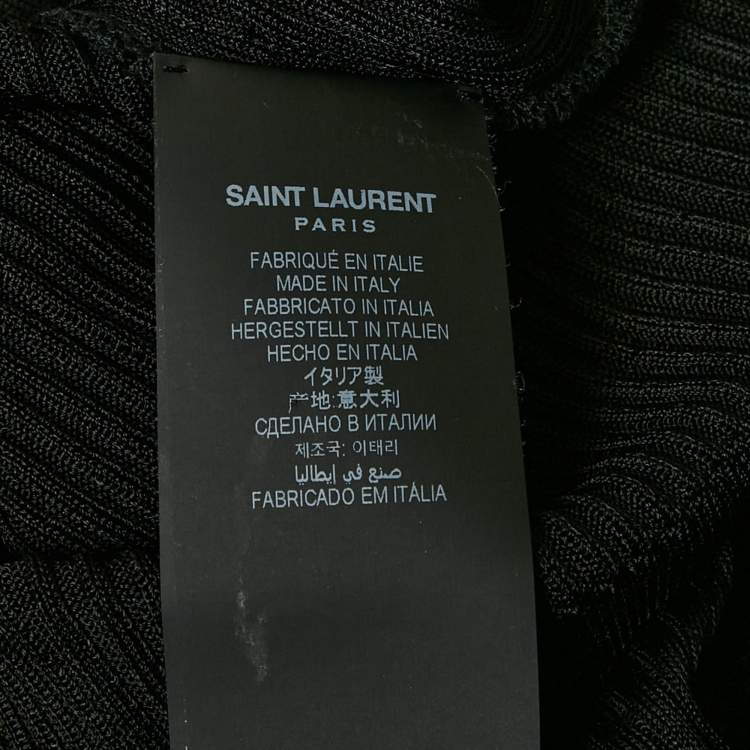 SAINT LAURENT
PARIS
FABRIQUÉ EN ITALIE
MADE IN ITALY
FABBRICATO IN ITALIA
HERGESTELLT IN ITALIEN
HECHO EN ITALIA
イタリア製
产地:意大利
СДЕЛАНО В ИТАЛИИ
제조국: 이태리
صنع في إيطاليا
FABRICADO EM ITÁLIA